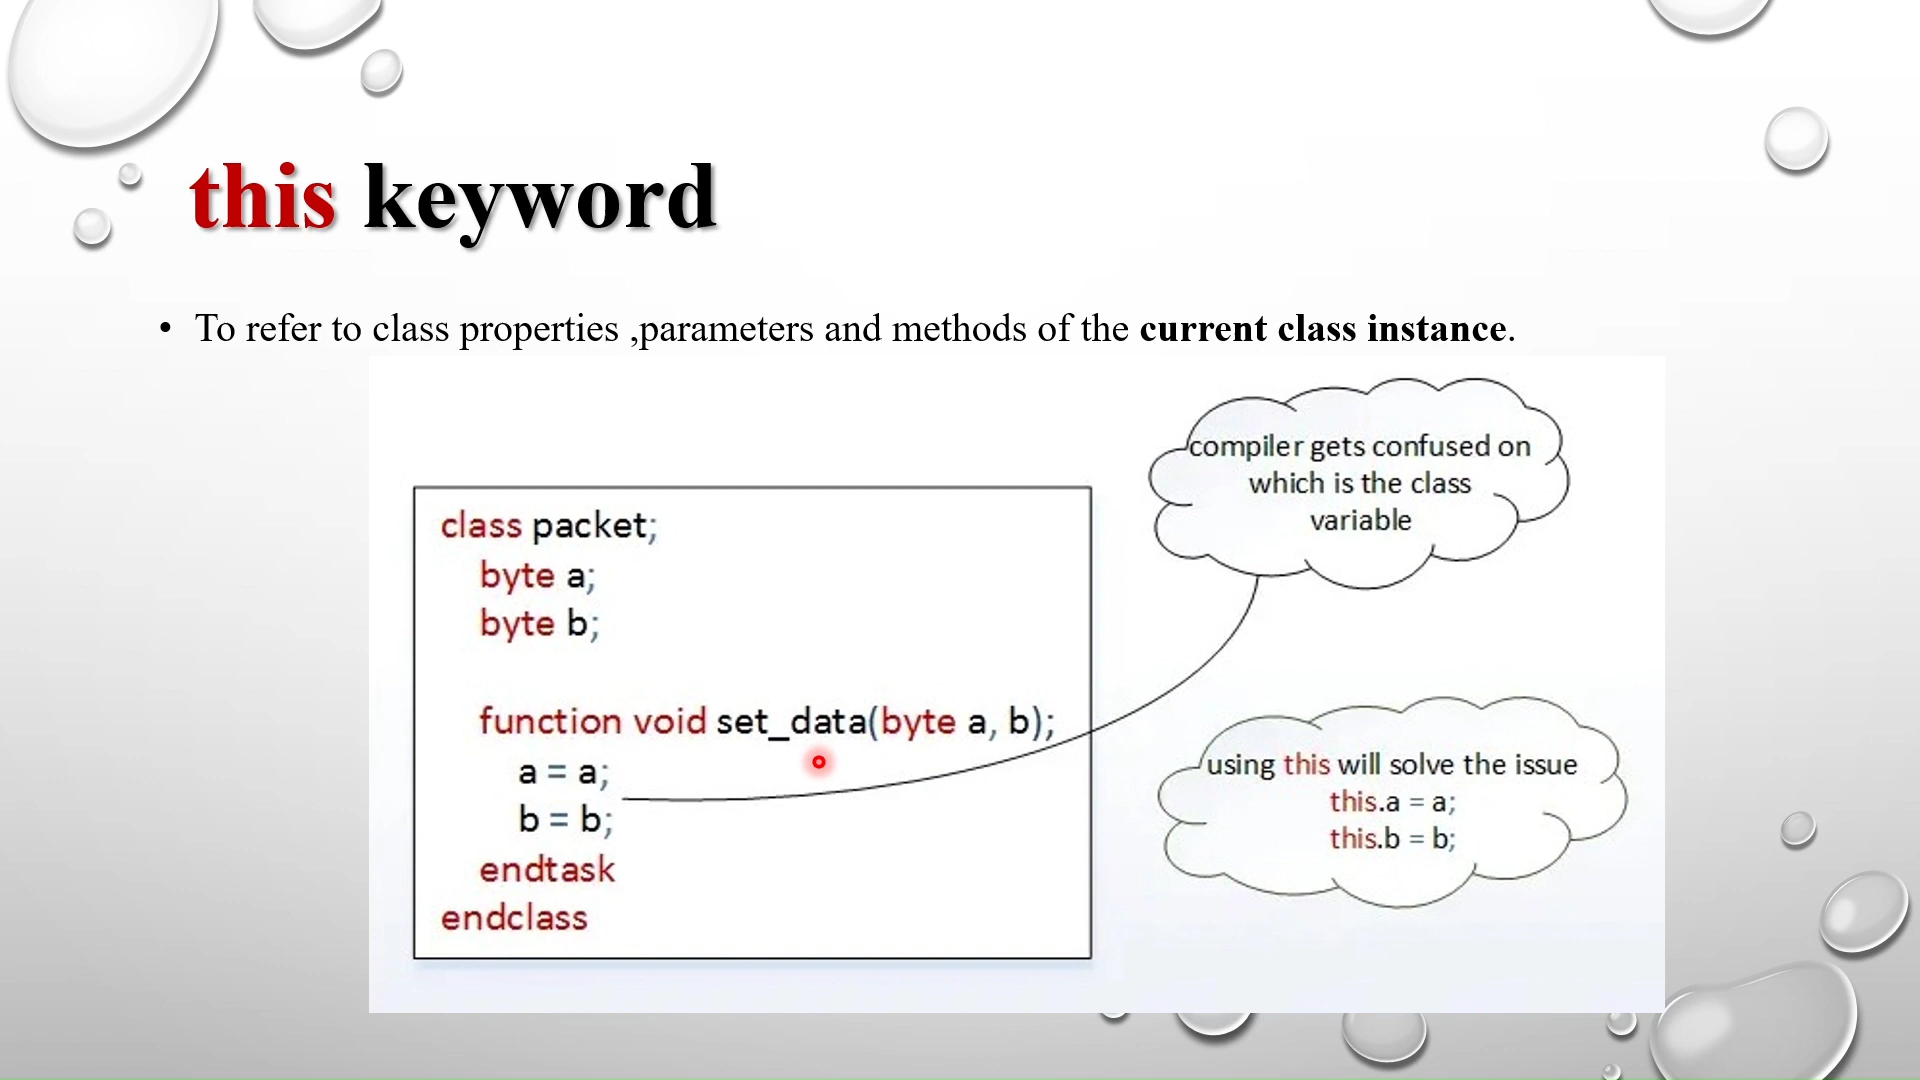 this keyword
• To refer to class properties ,parameters and methods of the current class instance.
compiler gets confused on
which is the class
variable
class packet;
byte a;
byte b;
function void set_data(byte a, b);
a = a;
b = b;
endtask
endclass
using this will solve the issue
this.a = a;
this.b = b;